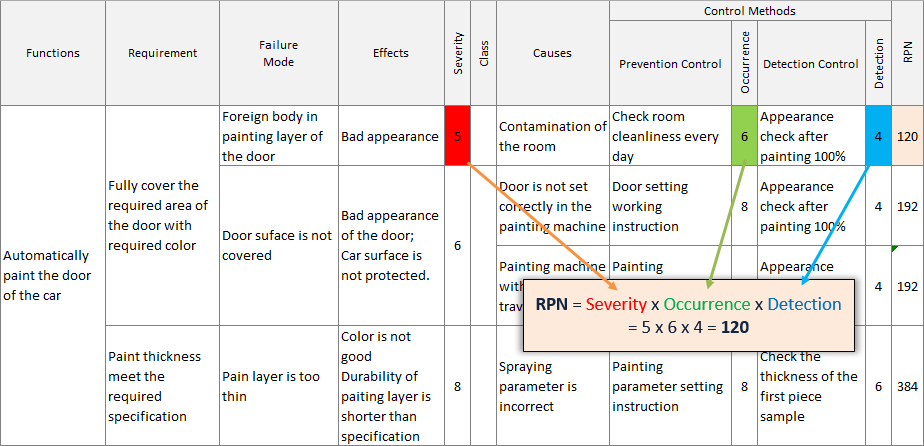 Control Methods
Functions
Requirement
Failure
Mode
Effects
Severity
Class
Causes
Prevention Control
Occurrence
Detection Control
Detection
RPN
Automatically
paint the door
of the car
Fully cover the
required area of
the door with
required color
Foreign body in
painting layer of
the door
Bad appearance
5
Contamination of
the room
Check room
cleanliness every
day
6
Appearance
check after
painting 100%
4
120
Door suface is not
covered
Bad appearance
of the door;
Car surface is
not protected.
6
Door is not set
correctly in the
painting machine
Door setting
working
instruction
8
Appearance
check after
painting 100%
4
192
Painting machine
Painting
Appearance
4
192
RPN = Severity x Occurrence x Detection
= 5 x 6 x 4 = 120
Paint thickness
meet the
required
specification
Pain layer is too
thin
Color is not
good
Durability of
paiting layer is
shorter than
specification
8
Spraying
parameter is
incorrect
Painting
parameter setting
instruction
8
Check the
thickness of the
first piece
sample
6
384